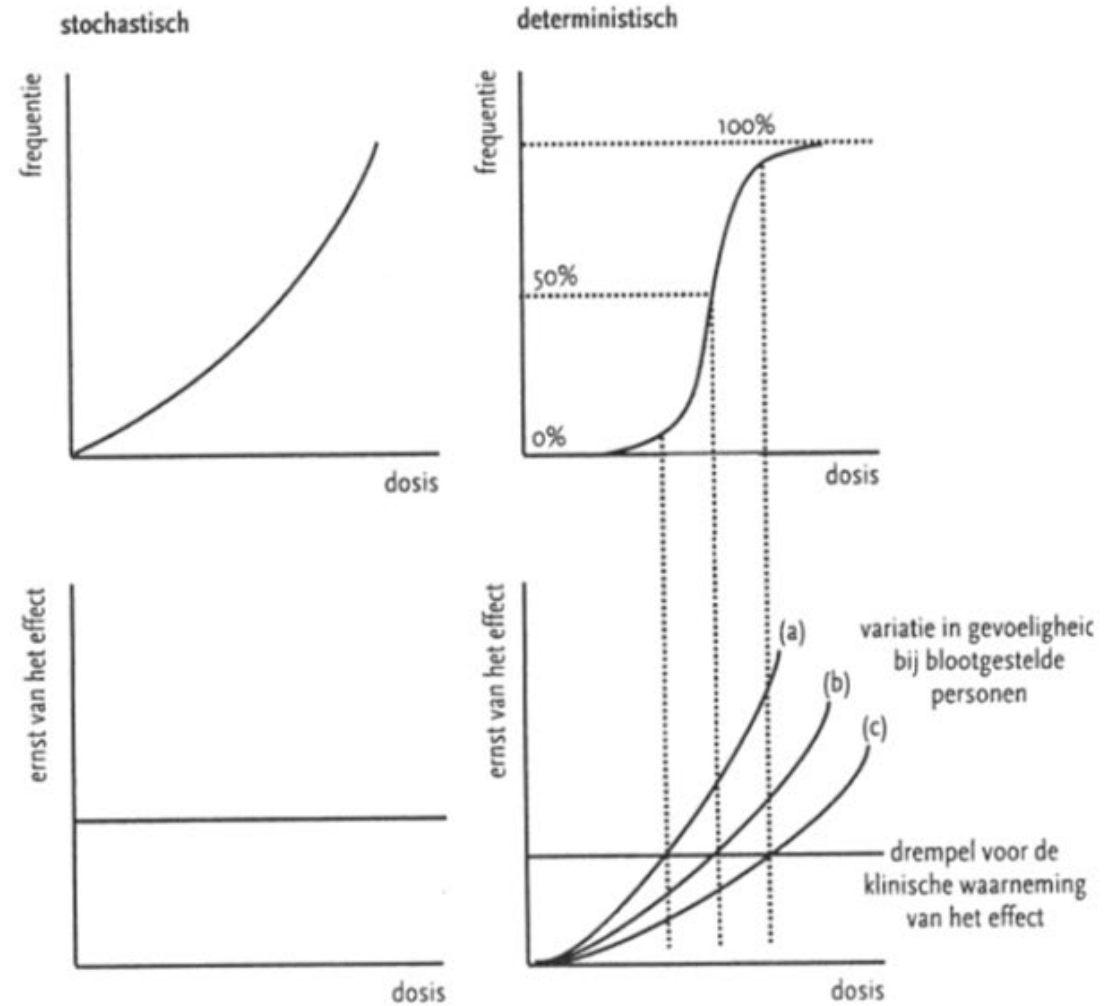 stochastisch
deterministisch
frequentie
dosis
frequentie
100%
50%
0%
dosis
ernst van het effect
dosis
ernst van het effect
(a)
(b)
(c)
variatie in gevoeligheic
bij blootgestelde
personen
drempel voor de
klinische waarneming
van het effect
dosis